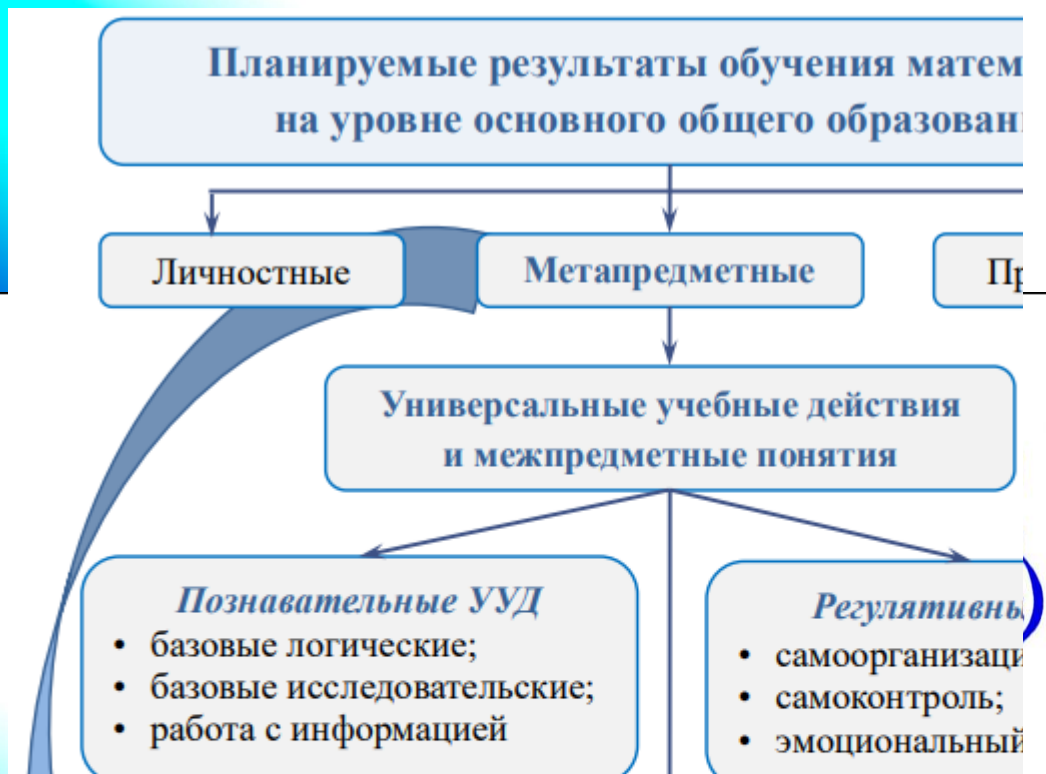 Планируемые результаты обучения матем
на уровне основного общего образован
Личностные
Метапредметные
Пр
Универсальные учебные действия
и межпредметные понятия
Познавательные УУД
• базовые логические;
• базовые исследовательские;
• работа с информацией
Регулятивны
• самоорганизаци
• самоконтроль;
• эмоциональный